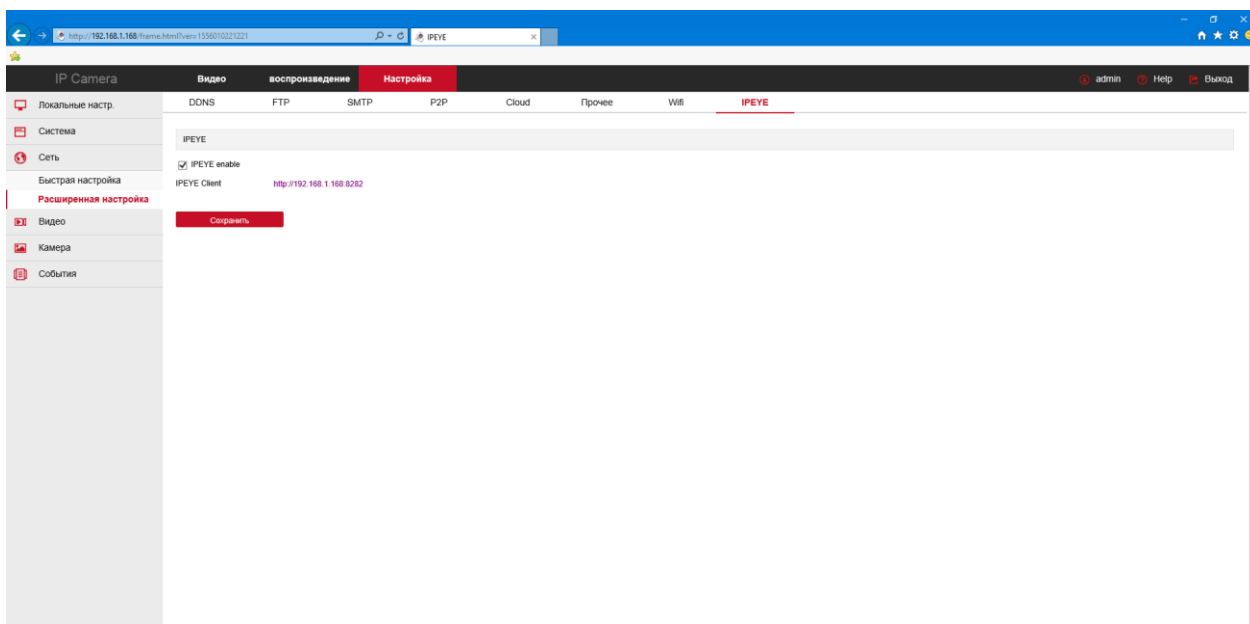 http://192.168.1.168/frame.html?ver=1556010221221 IPEYE
IP Camera Видео воспроизведение Настройка admin Help Выход
Локальные настр. DDNS FTP SMTP P2P Cloud Прочее Wifi IPEYE
Система
IPEYE
Сеть
IPEYE enable
Быстрая настройка
IPEYE Client http://192.168.1.168:8282
Расширенная настройка
Видео
Сохранить
Камера
События